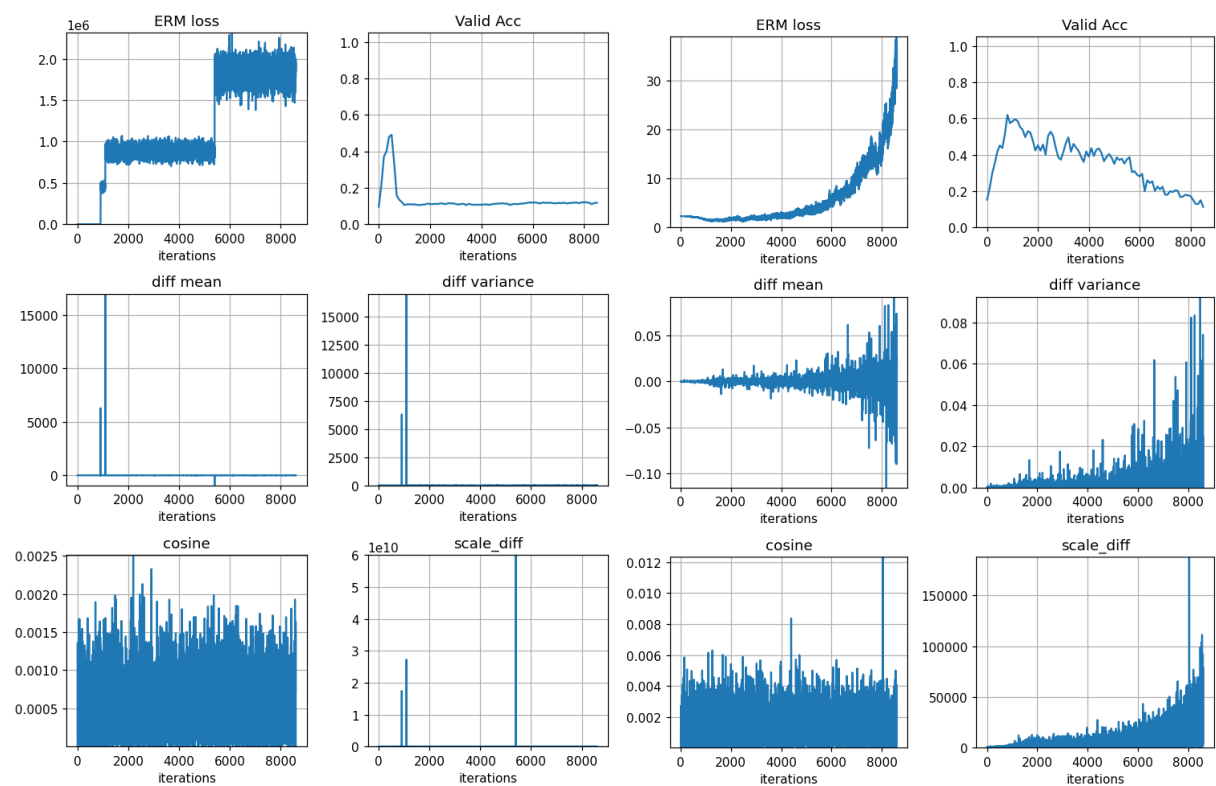 ERM loss
1e6
2.0
1.5
1.0
0.5
0.0
0 2000 4000 6000 8000
iterations
Valid Acc
1.0
0.8
0.6
0.4
0.2
0.0
0 2000 4000 6000 8000
iterations
ERM loss
30
20
10
0
0 2000 4000 6000 8000
iterations
Valid Acc
1.0
0.8
0.6
0.4
0.2
0.0
0 2000 4000 6000 8000
iterations
diff mean
15000
10000
5000
0
0 2000 4000 6000 8000
iterations
diff variance
15000
12500
10000
7500
5000
2500
0
0 2000 4000 6000 8000
iterations
diff mean
0.05
0.00
−0.05
−0.10
0 2000 4000 6000 8000
iterations
diff variance
0.08
0.06
0.04
0.02
0.00
0 2000 4000 6000 8000
iterations
cosine
0.0025
0.0020
0.0015
0.0010
0.0005
0 2000 4000 6000 8000
iterations
scale_diff
1e10
6
5
4
3
2
1
0
0 2000 4000 6000 8000
iterations
cosine
0.012
0.010
0.008
0.006
0.004
0.002
0 2000 4000 6000 8000
iterations
scale_diff
150000
100000
50000
0
0 2000 4000 6000 8000
iterations